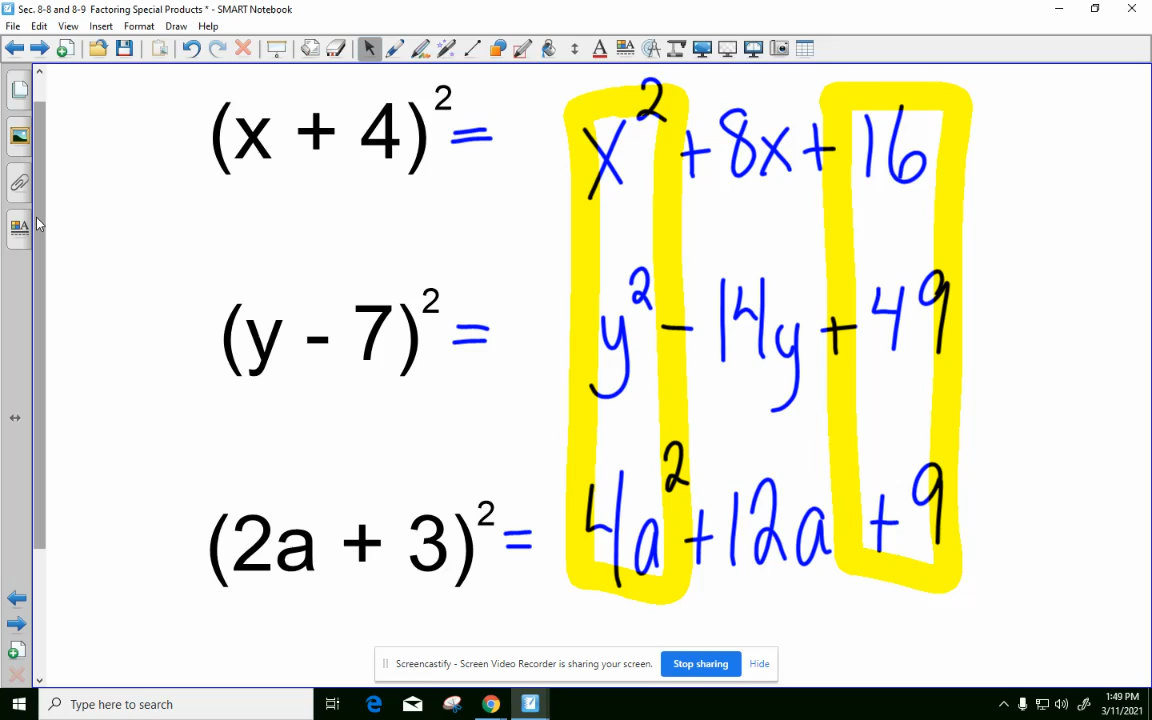 Sec. 8-8 and 8-9 Factoring Special Products * - SMART Notebook
File Edit View Insert Format Draw Help
(x + 4)² = x² + 8x + 16
(y - 7)² = y² - 14y + 49
(2a + 3)² = 4a² + 12a + 9
Screencastify - Screen Video Recorder is sharing your screen. Stop sharing Hide
Type here to search
1:49 PM
3/11/2021